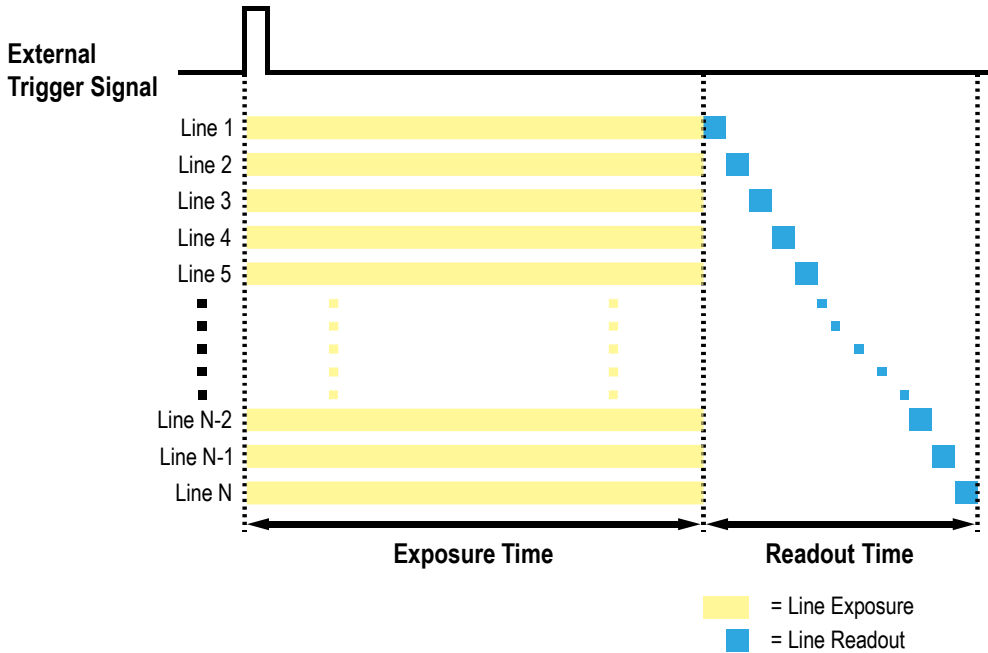 External
Trigger Signal
Line 1
Line 2
Line 3
Line 4
Line 5
Line N-2
Line N-1
Line N
Exposure Time
Readout Time
= Line Exposure
= Line Readout